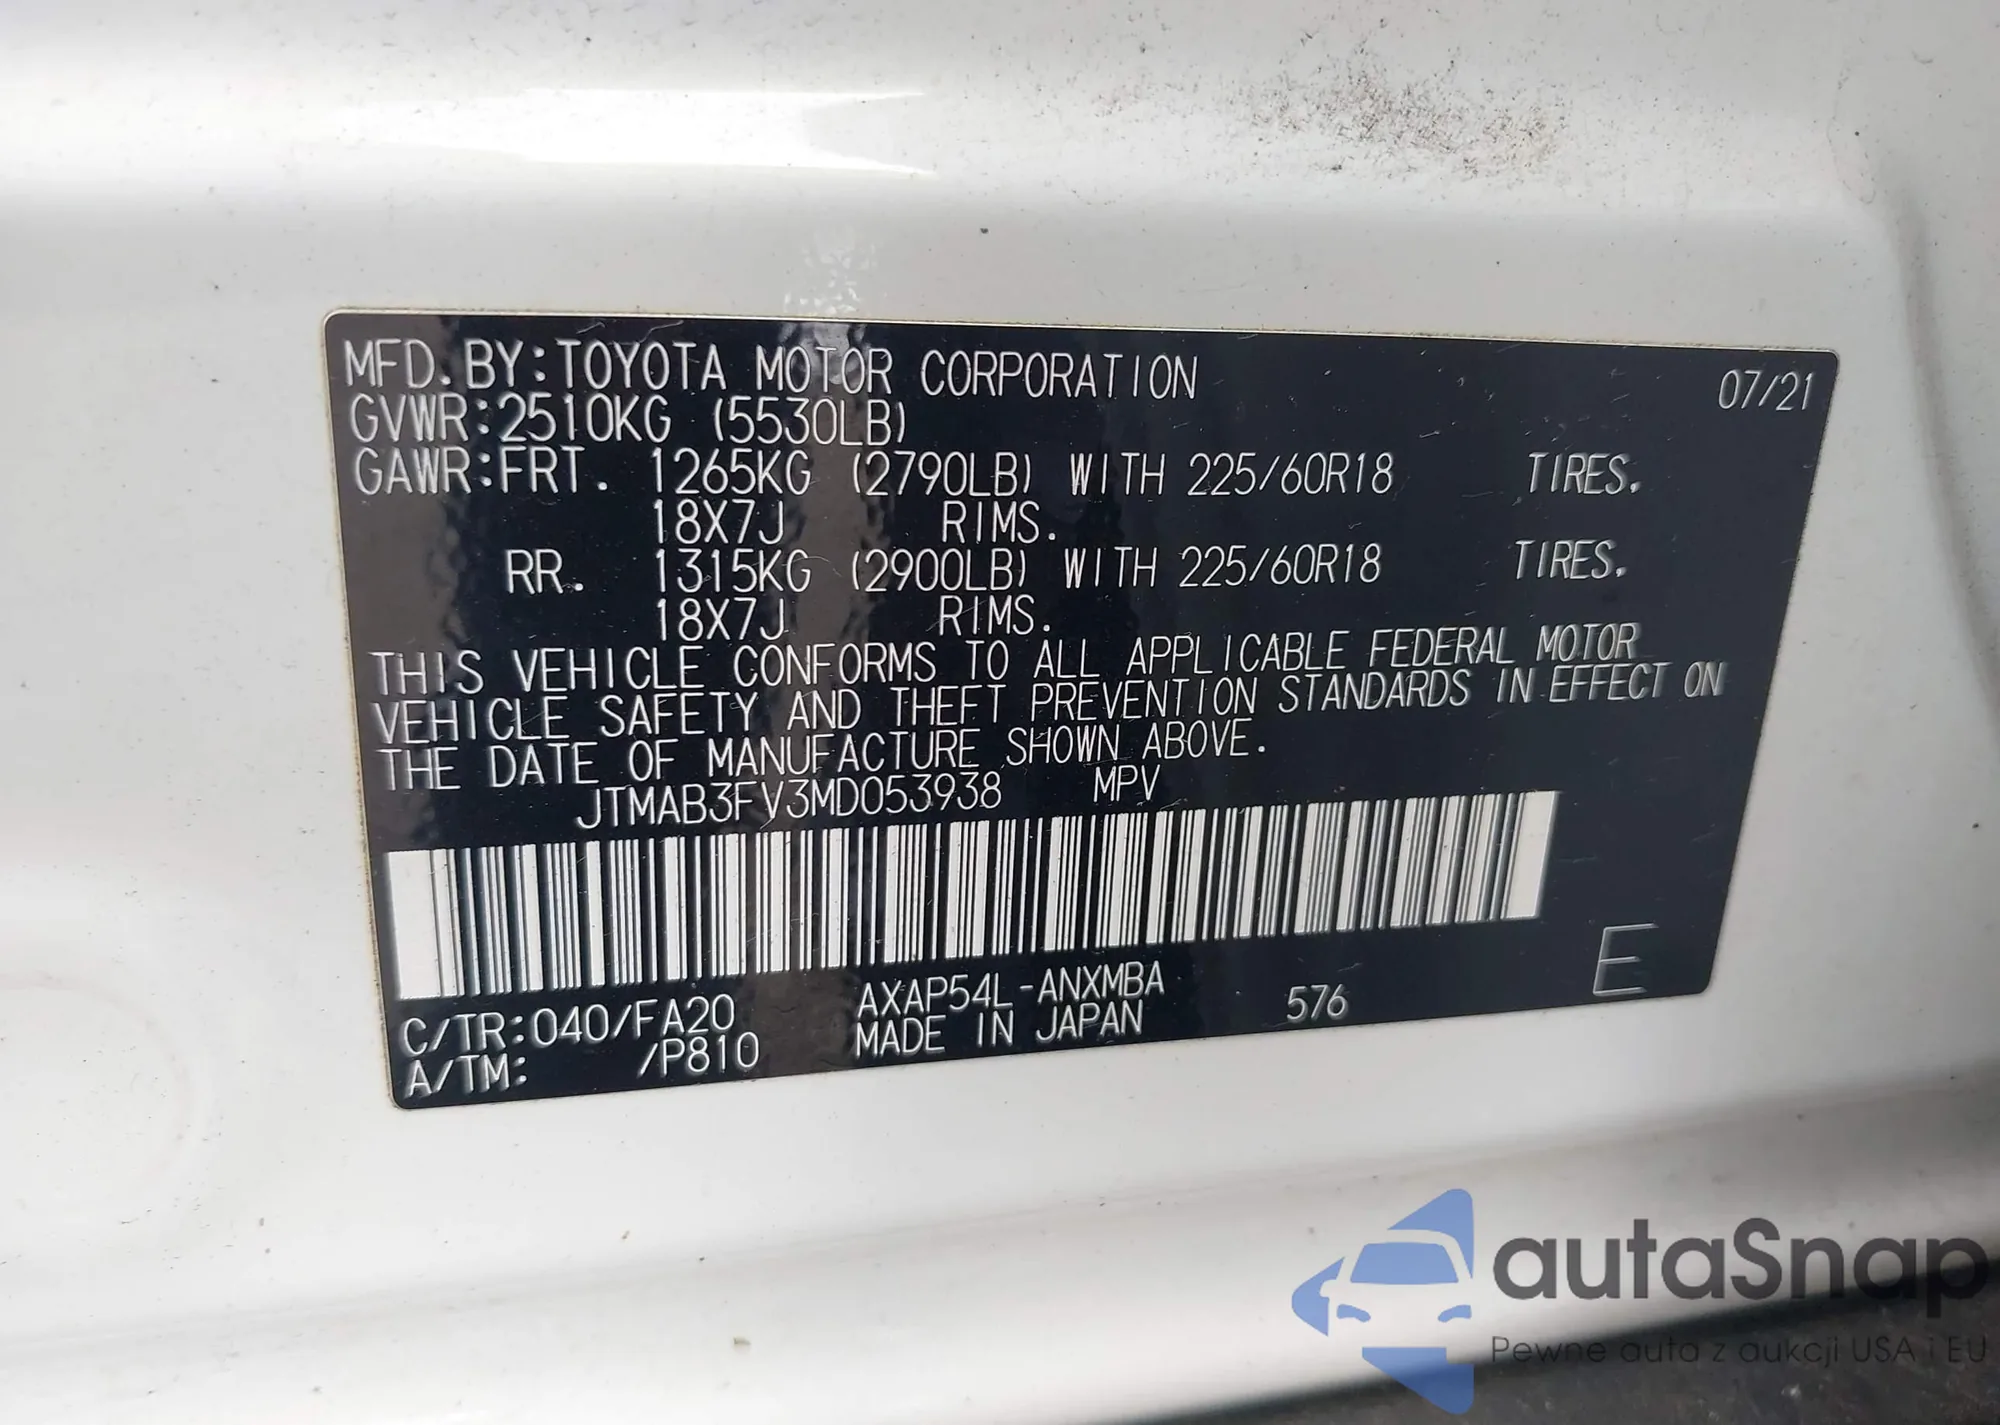 MFD.BY:TOYOTA MOTOR CORPORATION 07/21
GVWR:2510KG (5530LB)
GAWR:FRT. 1265KG (2790LB) WITH 225/60R18 TIRES.
18X7J RIMS.
RR. 1315KG (2900LB) WITH 225/60R18 TIRES.
18X7J RIMS.
THIS VEHICLE CONFORMS TO ALL APPLICABLE FEDERAL MOTOR
VEHICLE SAFETY AND THEFT PREVENTION STANDARDS IN EFFECT ON
THE DATE OF MANUFACTURE SHOWN ABOVE.
JTMAB3FV3MD053938 MPV
C/TR:040/FA20 AXAP54L-ANXMBA 576 E
A/TM: /P810 MADE IN JAPAN
autaSnap
Pewne auta z aukcji USA i EU